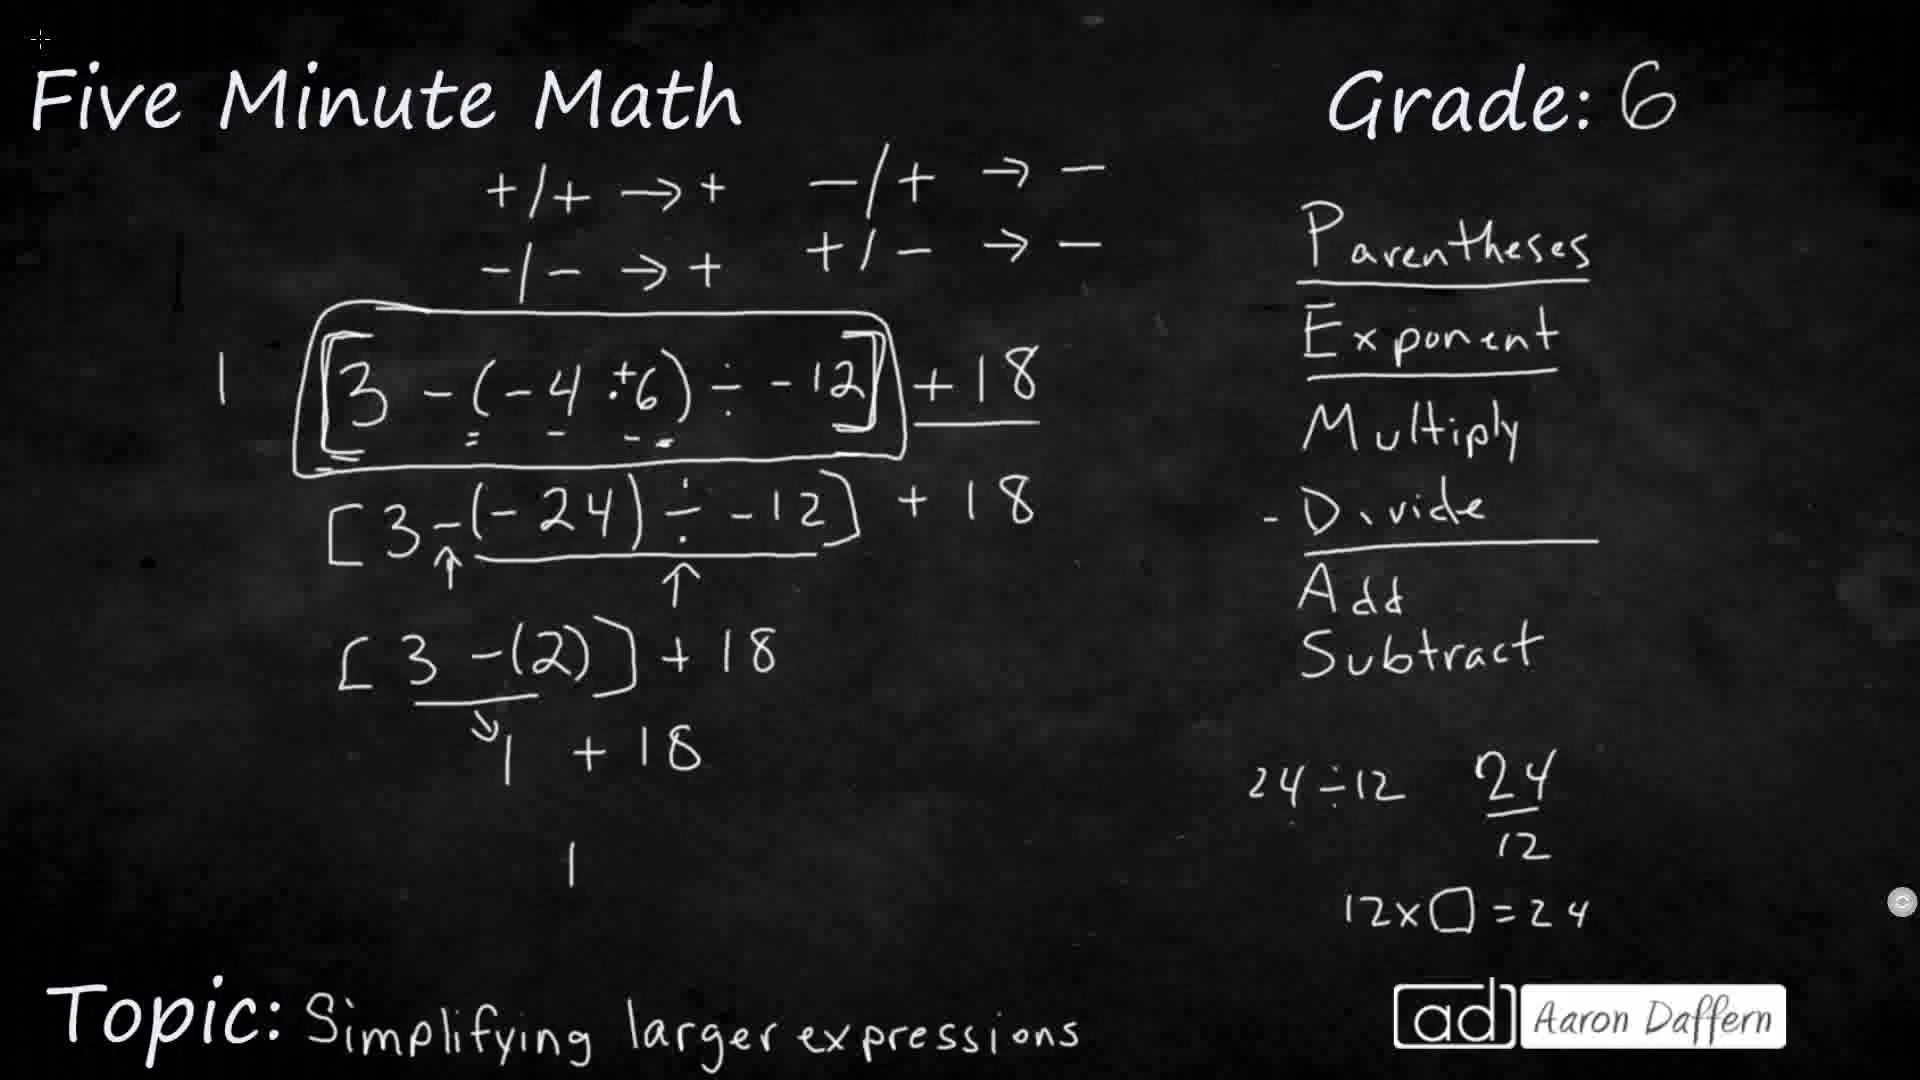 Five Minute Math
Grade: 6
+/+ → + -/+ → -
-/- → + +/- → -
1 [3 - (-4 · +6) ÷ -12] + 18
[3 - (-24) ÷ -12] + 18
[3 - (2)] + 18
1 + 18
1
Parentheses
Exponent
Multiply
- Divide
Add
Subtract
24 ÷ 12 24/12
12 x □ = 24
Topic: Simplifying larger expressions
ad Aaron Daffern